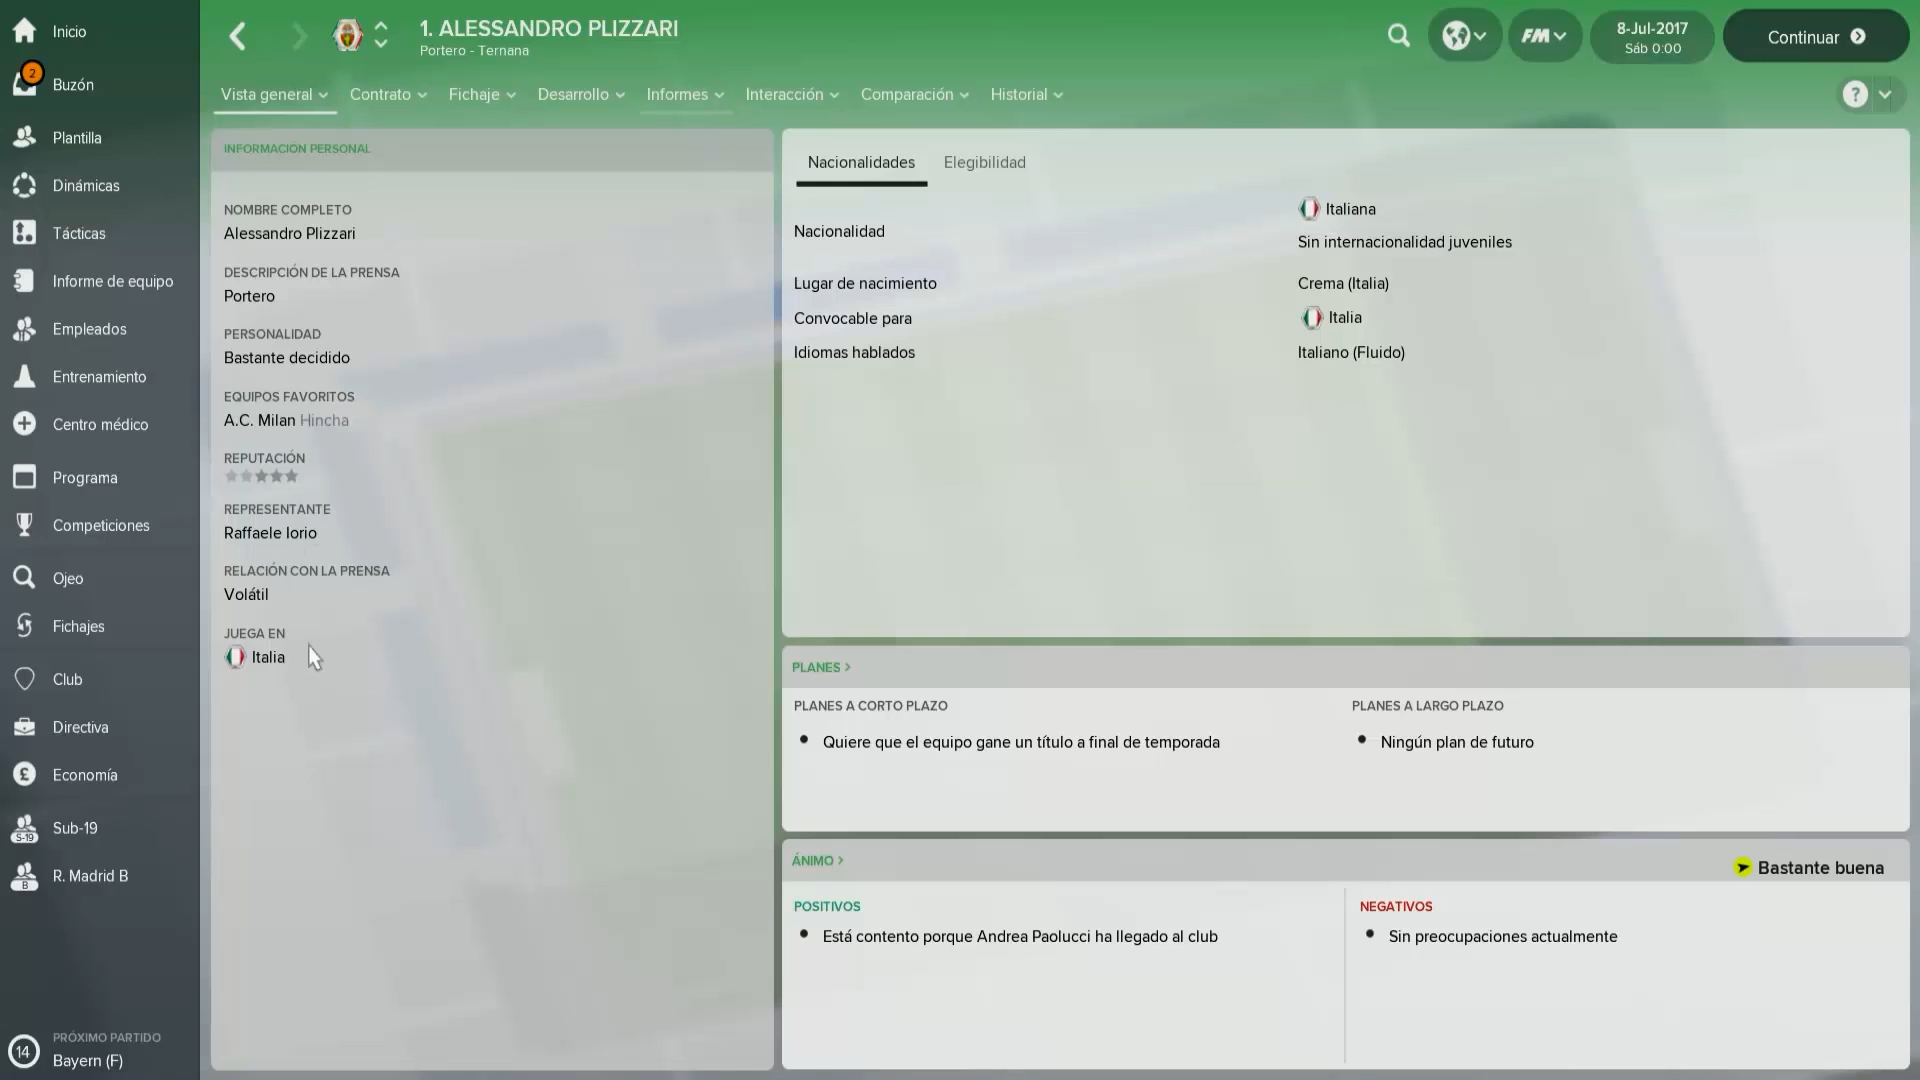 Inicio
2
Buzón
Plantilla
Dinámicas
Tácticas
Informe de equipo
Empleados
Entrenamiento
Centro médico
Programa
Competiciones
Ojeo
Fichajes
Club
Directiva
Economía
S-19
Sub-19
B
R. Madrid B
14
PRÓXIMO PARTIDO
Bayern (F)
1. ALESSANDRO PLIZZARI
Portero - Ternana
FM
8-Jul-2017
Sáb 0:00
Continuar
Vista general
Contrato
Fichaje
Desarrollo
Informes
Interacción
Comparación
Historial
?
INFORMACIÓN PERSONAL
NOMBRE COMPLETO
Alessandro Plizzari
DESCRIPCIÓN DE LA PRENSA
Portero
PERSONALIDAD
Bastante decidido
EQUIPOS FAVORITOS
A.C. Milan Hincha
REPUTACIÓN
REPRESENTANTE
Raffaele Iorio
RELACIÓN CON LA PRENSA
Volátil
JUEGA EN
Italia
Nacionalidades Elegibilidad
Nacionalidad
Italiana
Sin internacionalidad juveniles
Lugar de nacimiento Crema (Italia)
Convocable para Italia
Idiomas hablados Italiano (Fluido)
PLANES >
PLANES A CORTO PLAZO
• Quiere que el equipo gane un título a final de temporada
PLANES A LARGO PLAZO
• Ningún plan de futuro
ÁNIMO >
Bastante buena
POSITIVOS
• Está contento porque Andrea Paolucci ha llegado al club
NEGATIVOS
• Sin preocupaciones actualmente